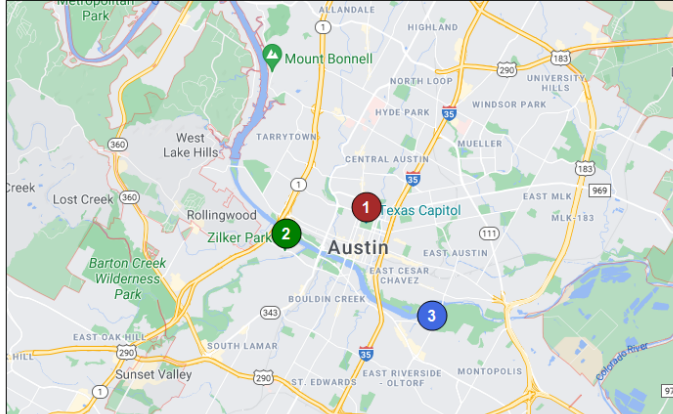 Metropolitan
Park
ALLANDALE
1
HIGHLAND
183
290
Mount Bonnell
NORTH LOOP
UNIVERSITY
HILLS
WINDSOR PARK
HYDE PARK
35
360
West
Lake Hills
TARRYTOWN
MUELLER
CENTRAL AUSTIN
183
Creek
Lost Creek
360
1
35
969
EAST MLK
Rollingwood
1
Texas Capitol
MLK-183
Zilker Park
2
Austin
111
EAST AUSTIN
Barton Creek
Wilderness
Park
EAST CESAR
CHAVEZ
BOULDIN CREEK
343
3
EAST OAK HILL
HILL
290
SOUTH LAMAR
35
Colorado River
Sunset Valley
290
ST. EDWARDS
EAST RIVERSIDE
- OLTORF
MONTOPOLIS
1